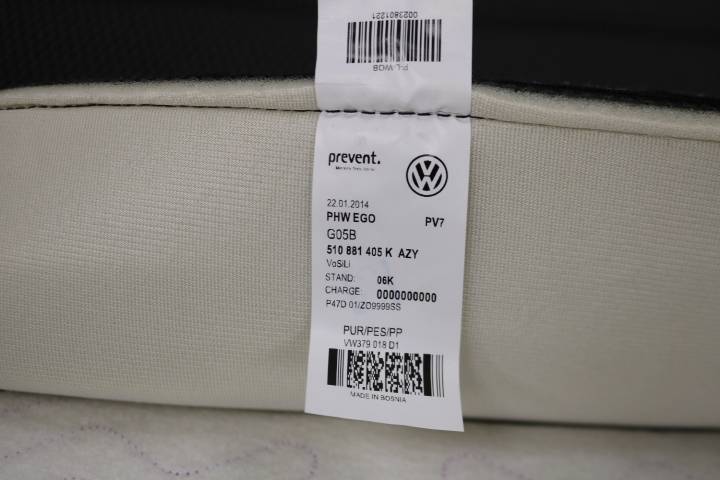 0023801221
prevent.
22.01.2014
PHW EGO PV7
G05B
510 881 405 K AZY
VoSiLi
STAND: 06K
CHARGE: 0000000000
P47D 01/ZD9999SS
PUR/PES/PP
VW379 018 D1
MADE IN BOSNIA